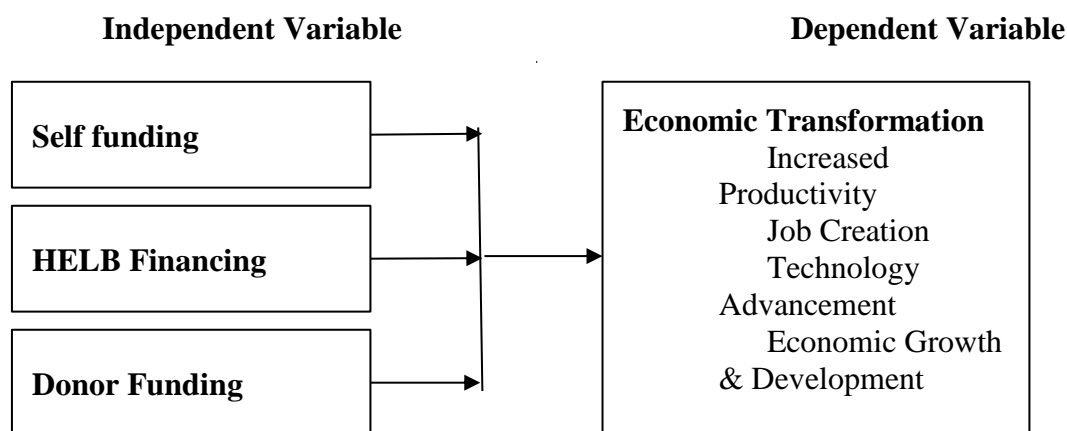 Independent Variable
Dependent Variable
Self funding
HELB Financing
Donor Funding
Economic Transformation
Increased
Productivity
Job Creation
Technology
Advancement
Economic Growth
& Development